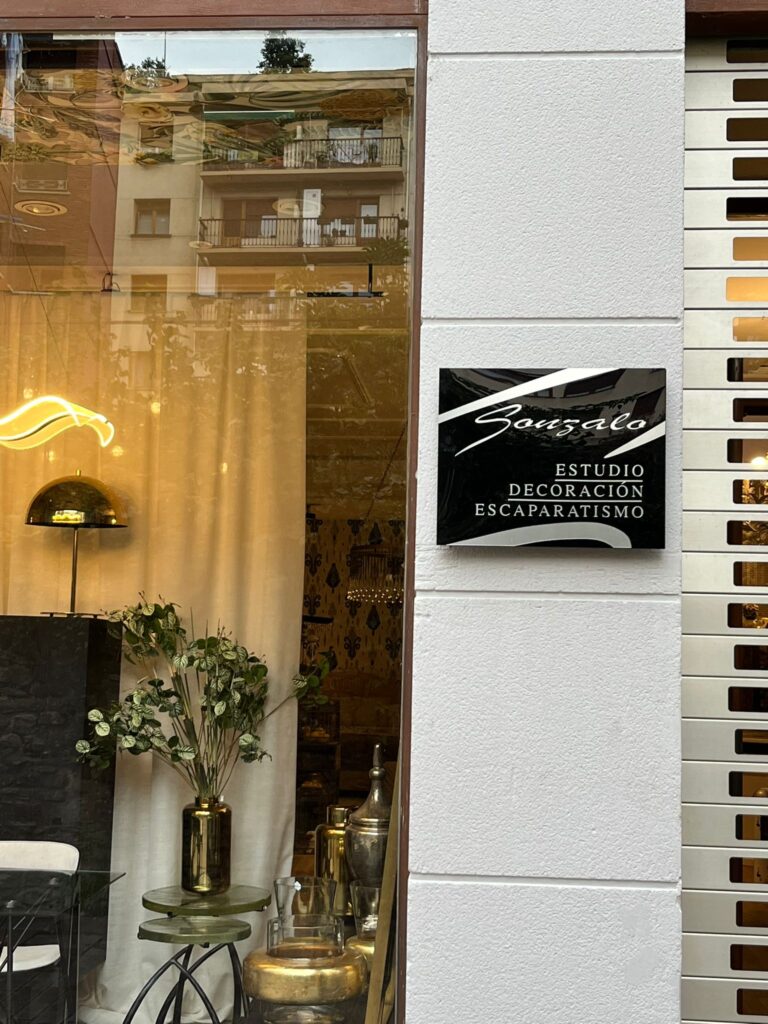 Gonzalo
ESTUDIO
DECORACIÓN
ESCAPARATISMO